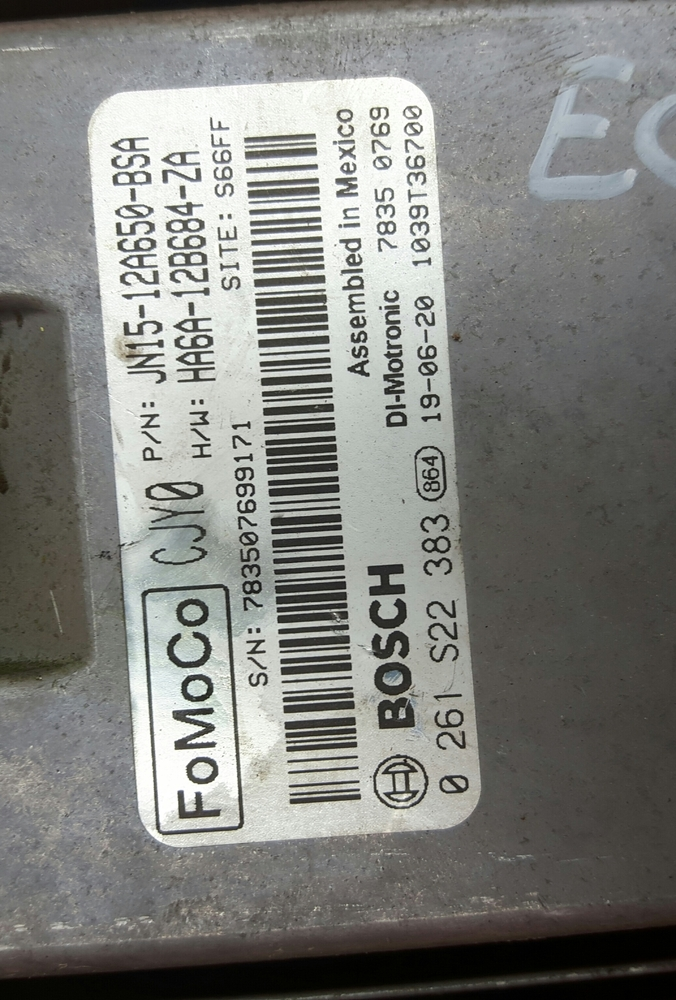 FoMoCo CJY0 P/N: JN15-12A650-BSA
H/W: HA6A-12B684-ZA
SITE: S66FF
S/N: 783507699171
Assembled in Mexico
BOSCH DI-Motronic 7835 0769
0 261 S22 383 864 19-06-20 1039T36700